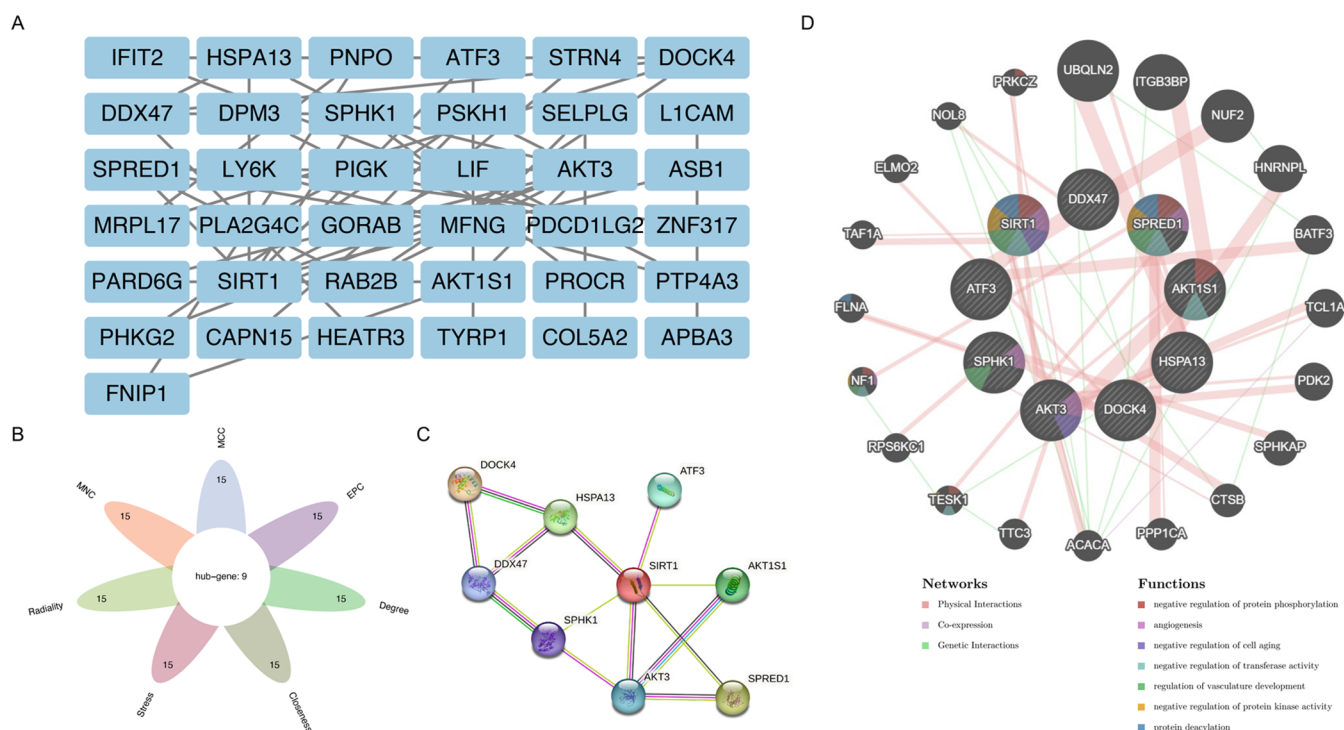 A
IFIT2 HSPA13 PNPO ATF3 STRN4 DOCK4
DDX47 DPM3 SPHK1 PSKH1 SELPLG L1CAM
SPRED1 LY6K PIGK LIF AKT3 ASB1
MRPL17 PLA2G4C GORAB MFNG PDCD1LG2 ZNF317
PARD6G SIRT1 RAB2B AKT1S1 PROCR PTP4A3
PHKG2 CAPN15 HEATR3 TYRP1 COL5A2 APBA3
FNIP1
B
MCC
15
EPC
15
Degree
15
Closeness
15
Stress
15
Radiality
15
MNC
15
hub-gene: 9
C
DOCK4
ATF3
HSPA13
DDX47
SIRT1
AKT1S1
SPHK1
AKT3
SPRED1
D
UBQLN2
ITGB3BP
PRKCZ
NUF2
NOL8
HNRNPL
ELMO2
DDX47
SIRT1
SPRED1
TAF1A
BATF3
ATF3
AKT1S1
FLNA
TCL1A
SPHK1
HSPA13
NF1
PDK2
AKT3
DOCK4
RPS6KC1
SPHKAP
TESK1
CTSB
TTC3
ACACA
PPP1CA
Networks
Physical Interactions
Co-expression
Genetic Interactions
Functions
negative regulation of protein phosphorylation
angiogenesis
negative regulation of cell aging
negative regulation of transferase activity
regulation of vasculature development
negative regulation of protein kinase activity
protein deacylation